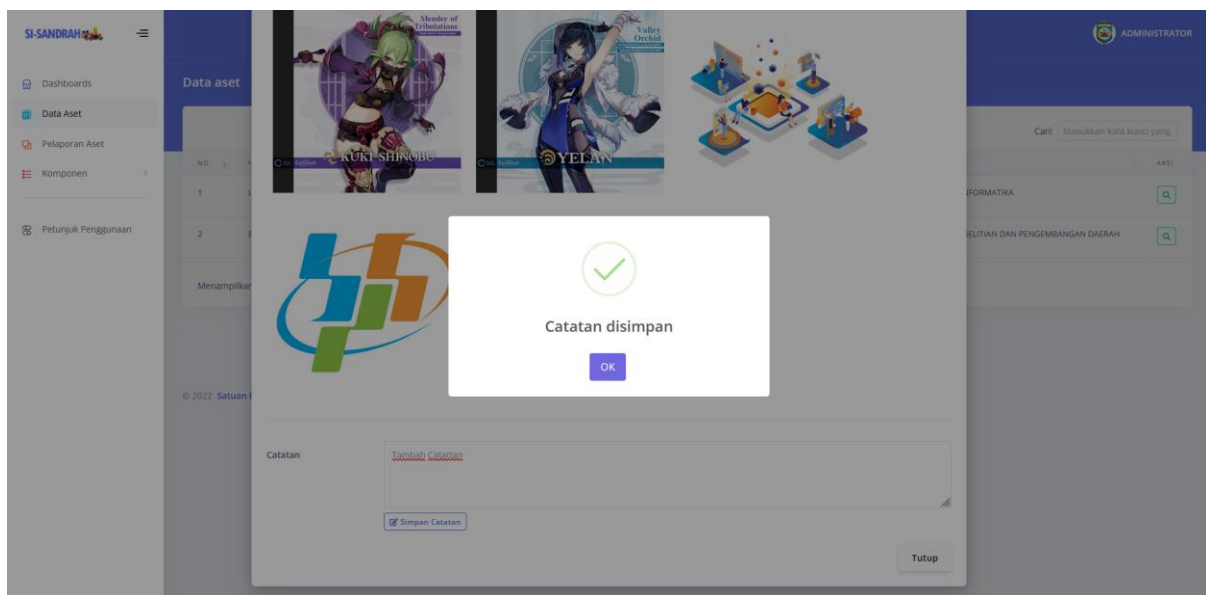 SI-SANDRAH
ADMINISTRATOR
Dashboards
Data Aset
Pelaporan Aset
Komponen
Petunjuk Penggunaan
Data aset
Mender of
Tribulations
KUKI SHINOBU
Valley
Orchid
YELAN
Cari: Masukkan kata kunci yang
NO
AKSI
1
NFORMATIKA
2
ELITIAN DAN PENGEMBANGAN DAERAH
Menampilkan
© 2022 Satuan
Catatan disimpan
OK
Catatan
Tambah Catattan
Simpan Catatan
Tutup